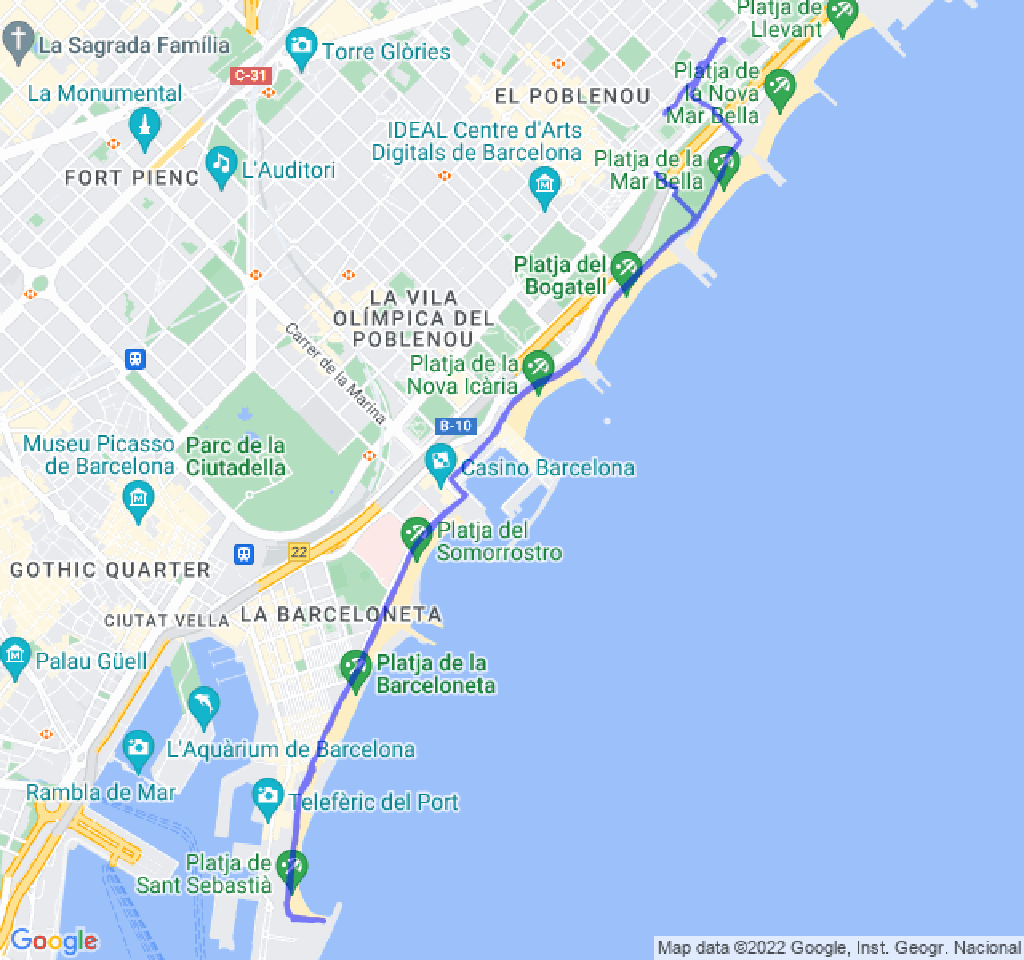 Platja de
Llevant
La Sagrada Família
Torre Glòries
C-31
Platja de
la Nova
Mar Bella
La Monumental
EL POBLENOU
IDEAL Centre d'Arts
Digitals de Barcelona
Platja de la
Mar Bella
L'Auditori
FORT PIENC
Platja del
Bogatell
LA VILA
OLÍMPICA DEL
POBLENOU
Carrer de la Marina
Platja de la
Nova Icària
B-10
Museu Picasso
de Barcelona
Parc de la
Ciutadella
Casino Barcelona
Platja del
Somorrostro
22
GOTHIC QUARTER
CIUTAT VELLA
LA BARCELONETA
Palau Güell
Platja de la
Barceloneta
L'Aquàrium de Barcelona
Rambla de Mar
Telefèric del Port
Platja de
Sant Sebastià
Google
Map data ©2022 Google, Inst. Geogr. Nacional